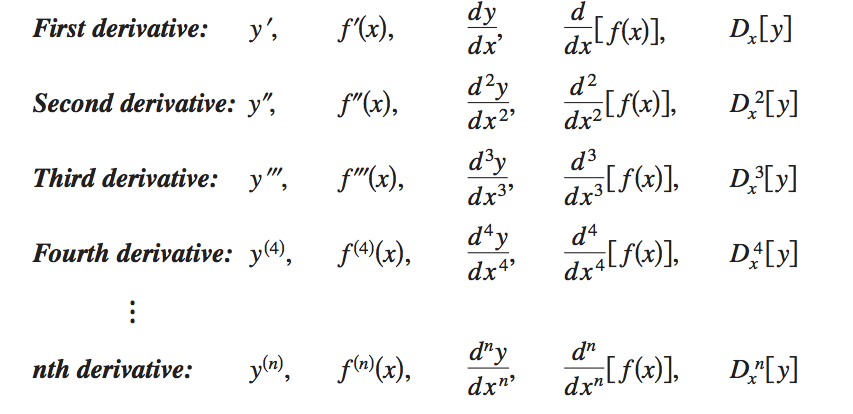 First derivative: y′, f′(x), dy/dx, d/dx[f(x)], Dₓ[y]
Second derivative: y″, f″(x), d²y/dx², d²/dx²[f(x)], Dₓ²[y]
Third derivative: y‴, f‴(x), d³y/dx³, d³/dx³[f(x)], Dₓ³[y]
Fourth derivative: y⁽⁴⁾, f⁽⁴⁾(x), d⁴y/dx⁴, d⁴/dx⁴[f(x)], Dₓ⁴[y]
⋮
nth derivative: y⁽ⁿ⁾, f⁽ⁿ⁾(x), dⁿy/dxⁿ, dⁿ/dxⁿ[f(x)], Dₓⁿ[y]